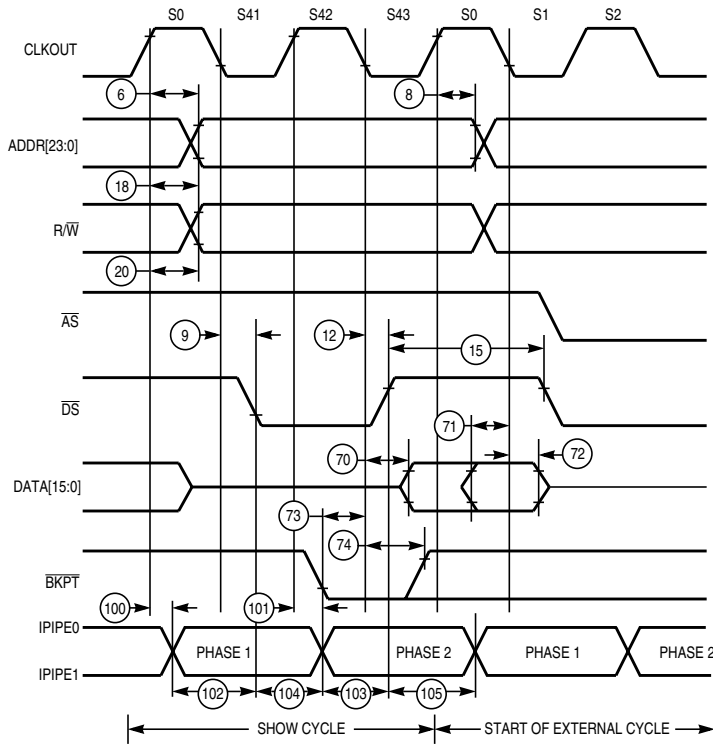 S0 S41 S42 S43 S0 S1 S2
CLKOUT
6 8
ADDR[23:0]
18
R/W
20
AS
9 12
15
DS
71
70 72
DATA[15:0]
73
74
BKPT
100 101
IPIPE0
PHASE 1 PHASE 2 PHASE 1 PHASE 2
IPIPE1
102 104 103 105
SHOW CYCLE START OF EXTERNAL CYCLE